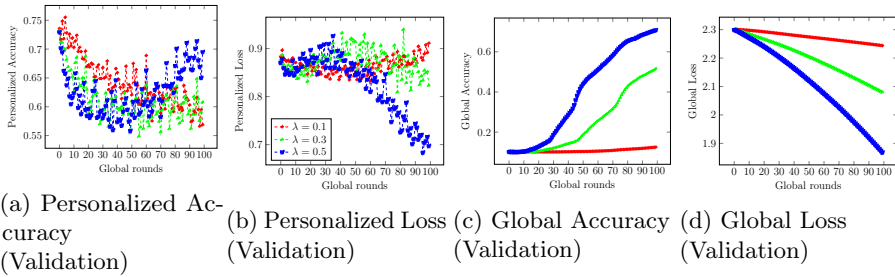 0.75
0.7
0.65
0.6
0.55
Personalized Accuracy
0 10 20 30 40 50 60 70 80 90 100
Global rounds
(a) Personalized Ac-
curacy
(Validation)
0.9
0.8
0.7
Personalized Loss
λ = 0.1
λ = 0.3
λ = 0.5
0 10 20 30 40 50 60 70 80 90 100
Global rounds
(b) Personalized Loss
(Validation)
0.6
0.4
0.2
Global Accuracy
0 10 20 30 40 50 60 70 80 90 100
Global rounds
(c) Global Accuracy
(Validation)
2.3
2.2
2.1
2
1.9
Global Loss
0 10 20 30 40 50 60 70 80 90 100
Global rounds
(d) Global Loss
(Validation)